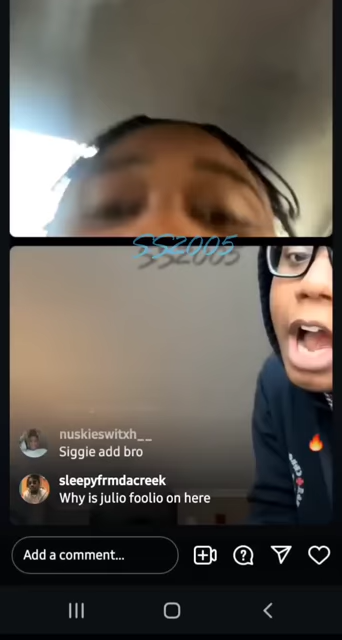 SS2005
nuskieswitxh__
Siggie add bro
sleepyfrmdacreek
Why is julio foolio on here
Add a comment...